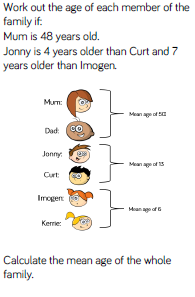 Work out the age of each member of the
family if:
Mum is 48 years old.
Jonny is 4 years older than Curt and 7
years older than Imogen.
Mum:
Mean age of 50
Dad:
Jonny:
Mean age of 13
Curt:
Imogen:
Mean age of 6
Kerrie:
Calculate the mean age of the whole
family.